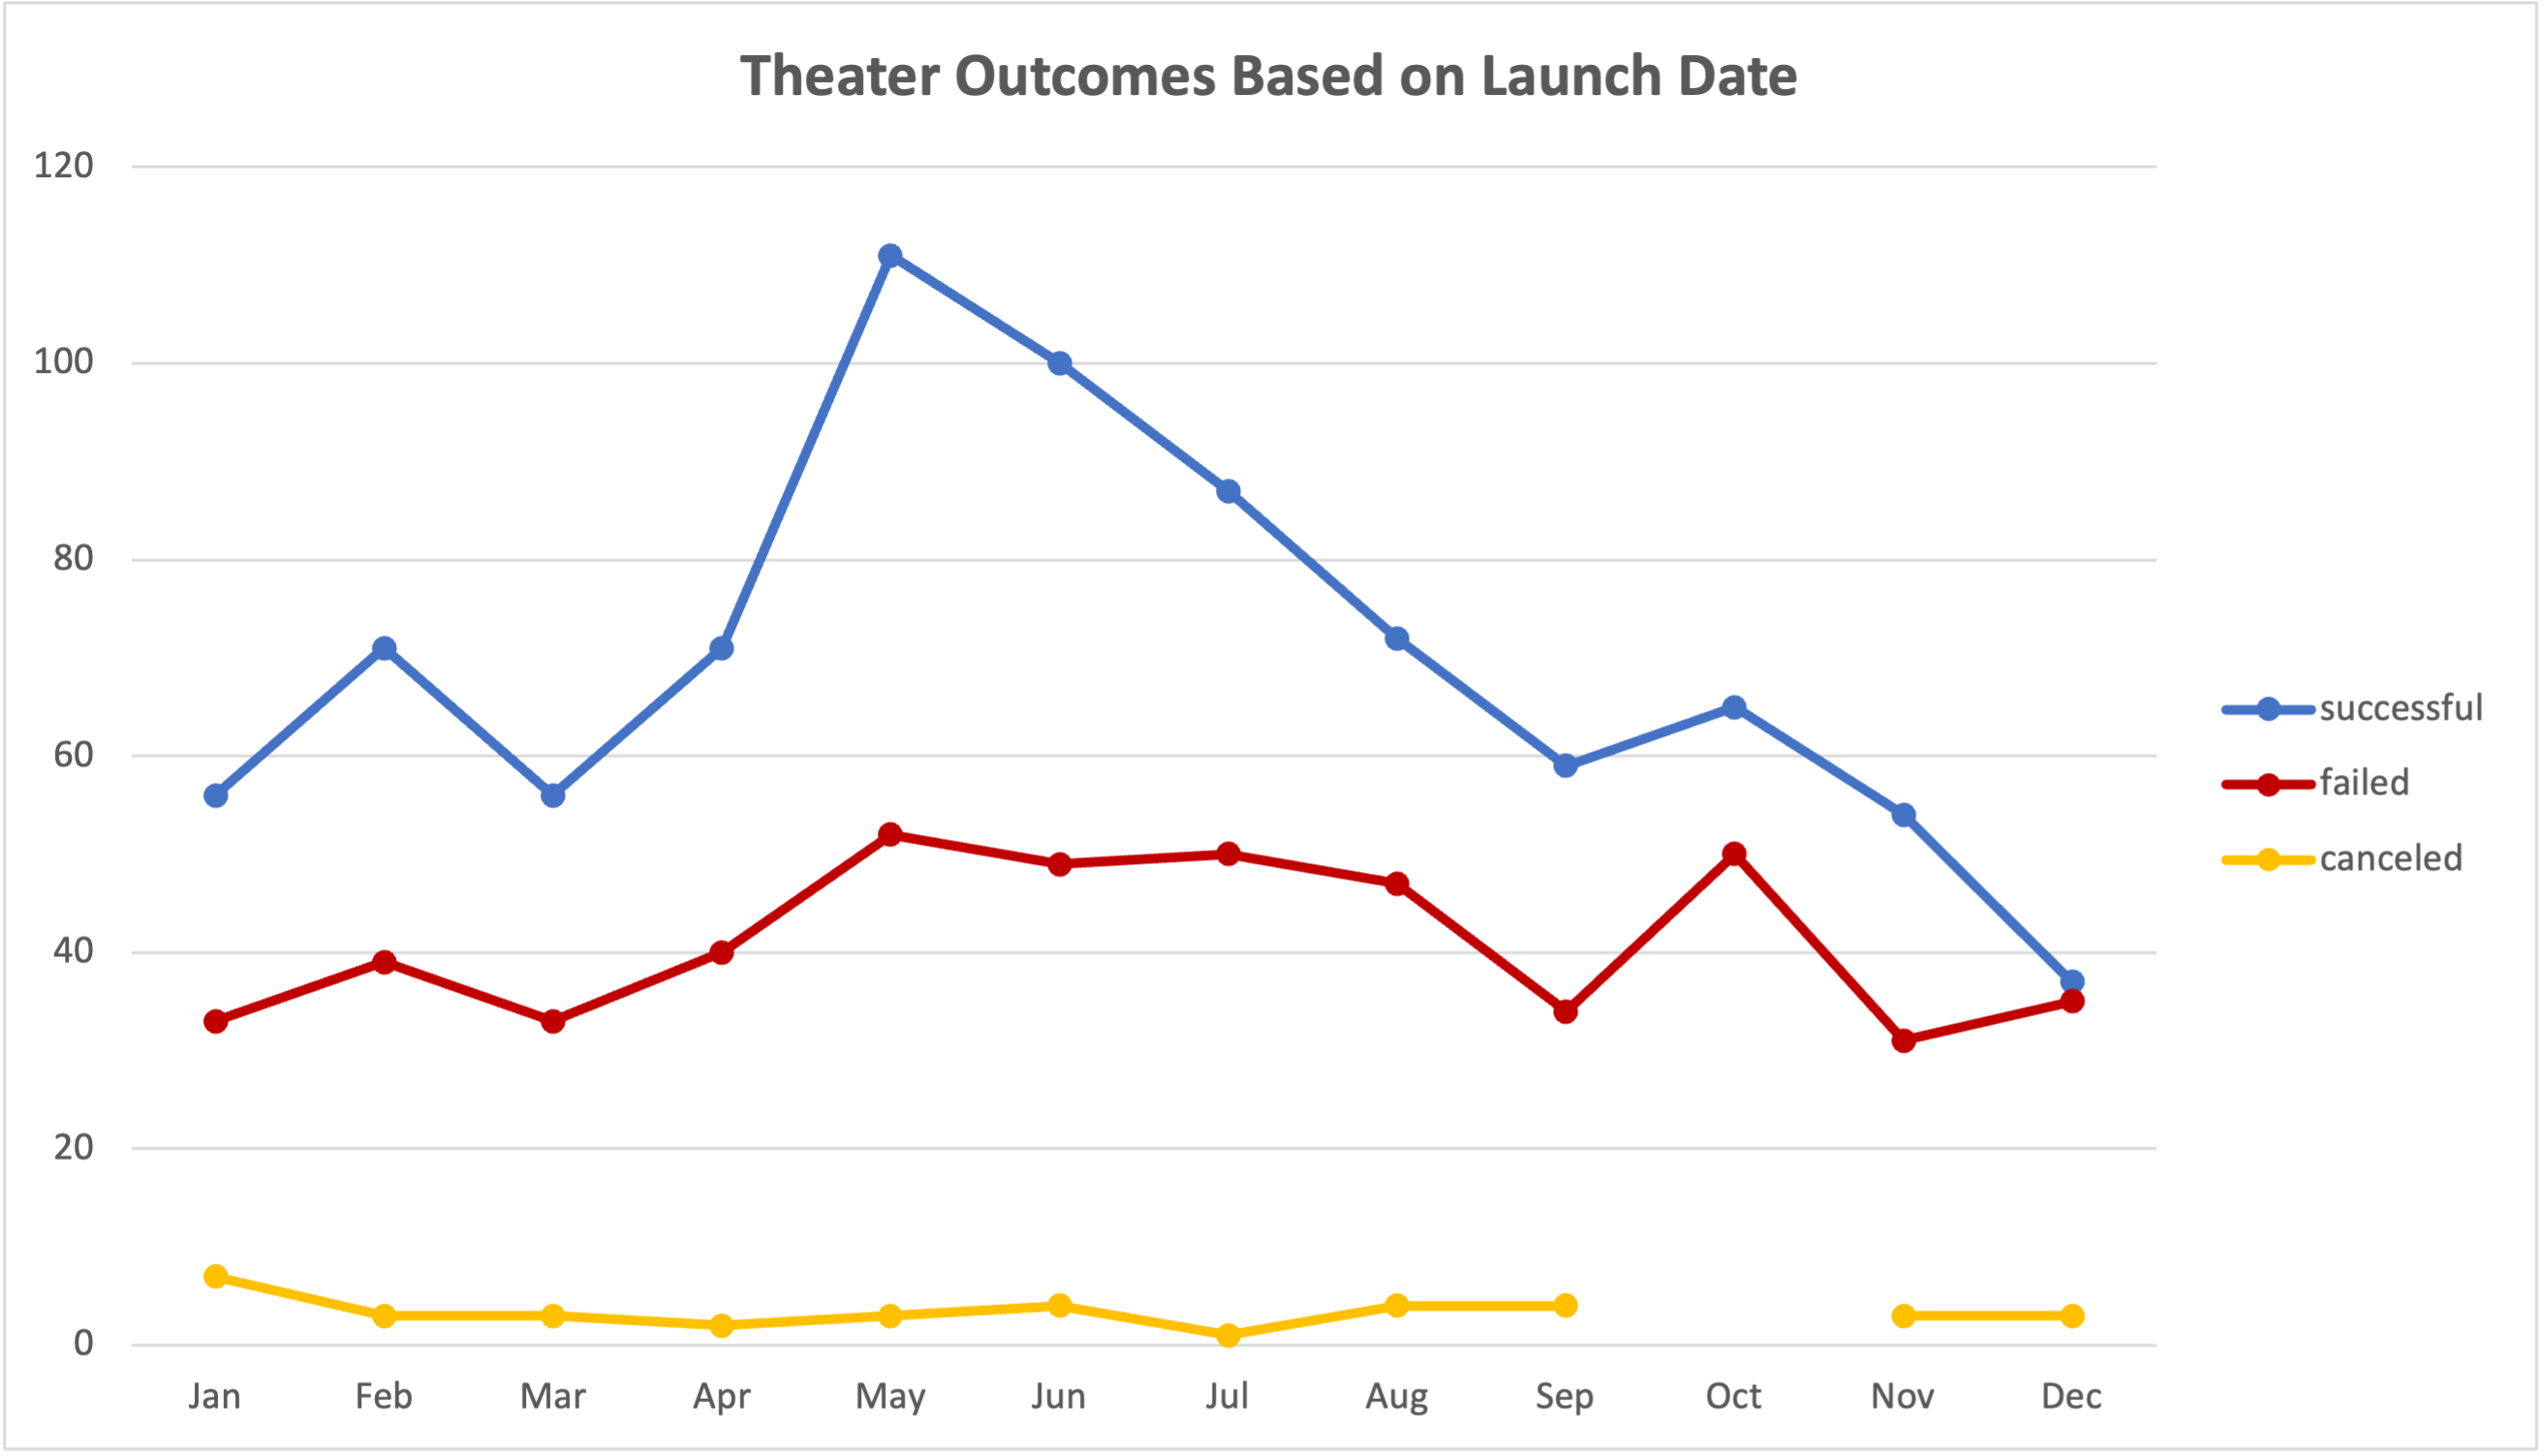 Theater Outcomes Based on Launch Date
120
100
80
60
40
20
0
Jan Feb Mar Apr May Jun Jul Aug Sep Oct Nov Dec
successful
failed
canceled